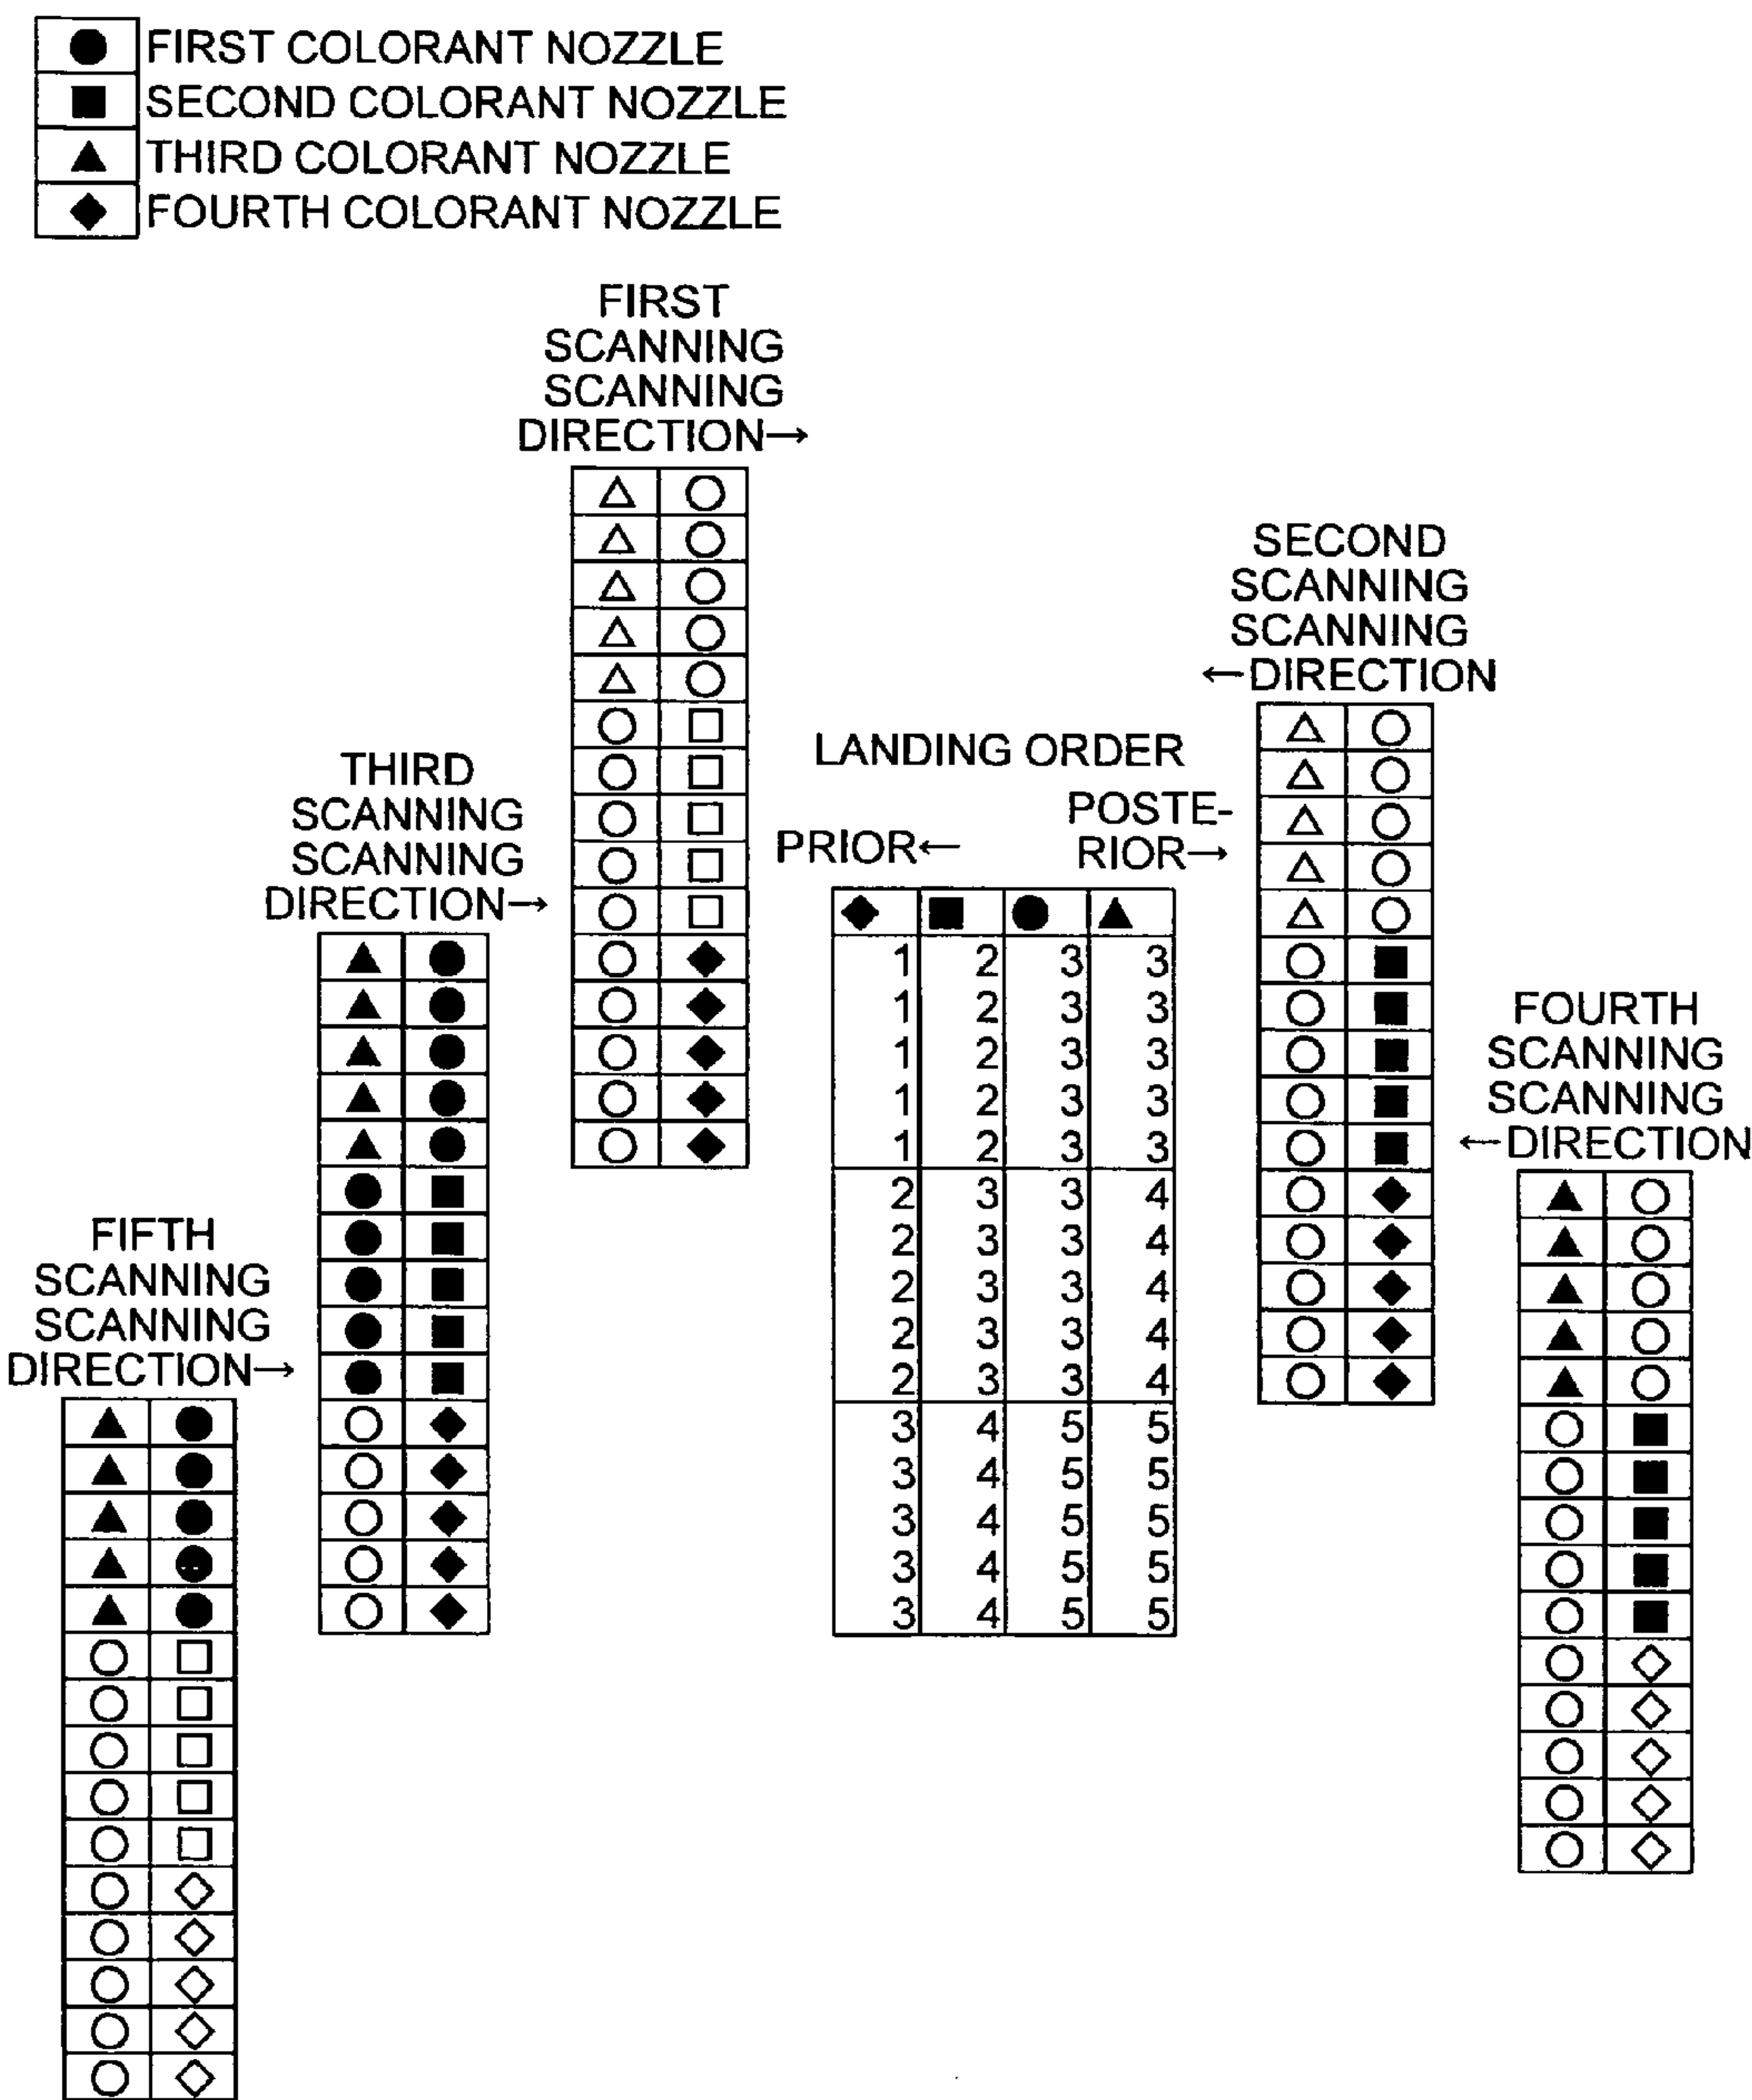 FIRST COLORANT NOZZLE
SECOND COLORANT NOZZLE
THIRD COLORANT NOZZLE
FOURTH COLORANT NOZZLE
FIRST
SCANNING
SCANNING
DIRECTION→
SECOND
SCANNING
SCANNING
←DIRECTION
THIRD
SCANNING
SCANNING
DIRECTION→
LANDING ORDER
PRIOR←
POSTE-
RIOR→
1 2 3 3
1 2 3 3
1 2 3 3
1 2 3 3
1 2 3 3
2 3 3 4
2 3 3 4
2 3 3 4
2 3 3 4
2 3 3 4
3 4 5 5
3 4 5 5
3 4 5 5
3 4 5 5
3 4 5 5
FOURTH
SCANNING
SCANNING
←DIRECTION
FIFTH
SCANNING
SCANNING
DIRECTION→